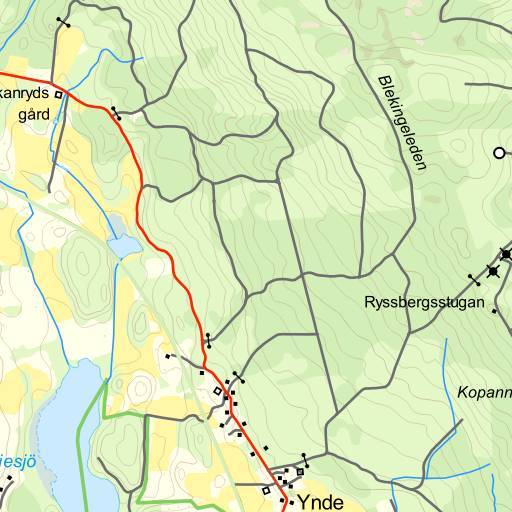 kanryds
gård
Blekingeleden
Ryssbergsstugan
Kopann
iesjö
Ynde